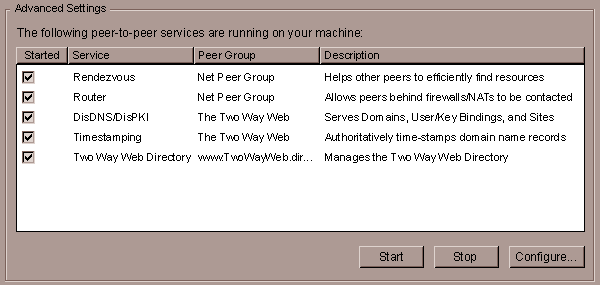 Advanced Settings
The following peer-to-peer services are running on your machine:
Started Service Peer Group Description
Rendezvous Net Peer Group Helps other peers to efficiently find resources
Router Net Peer Group Allows peers behind firewalls/NATs to be contacted
DisDNS/DisPKI The Two Way Web Serves Domains, User/Key Bindings, and Sites
Timestamping The Two Way Web Authoritatively time-stamps domain name records
Two Way Web Directory www.TwoWayWeb.dir... Manages the Two Way Web Directory
Start Stop Configure...